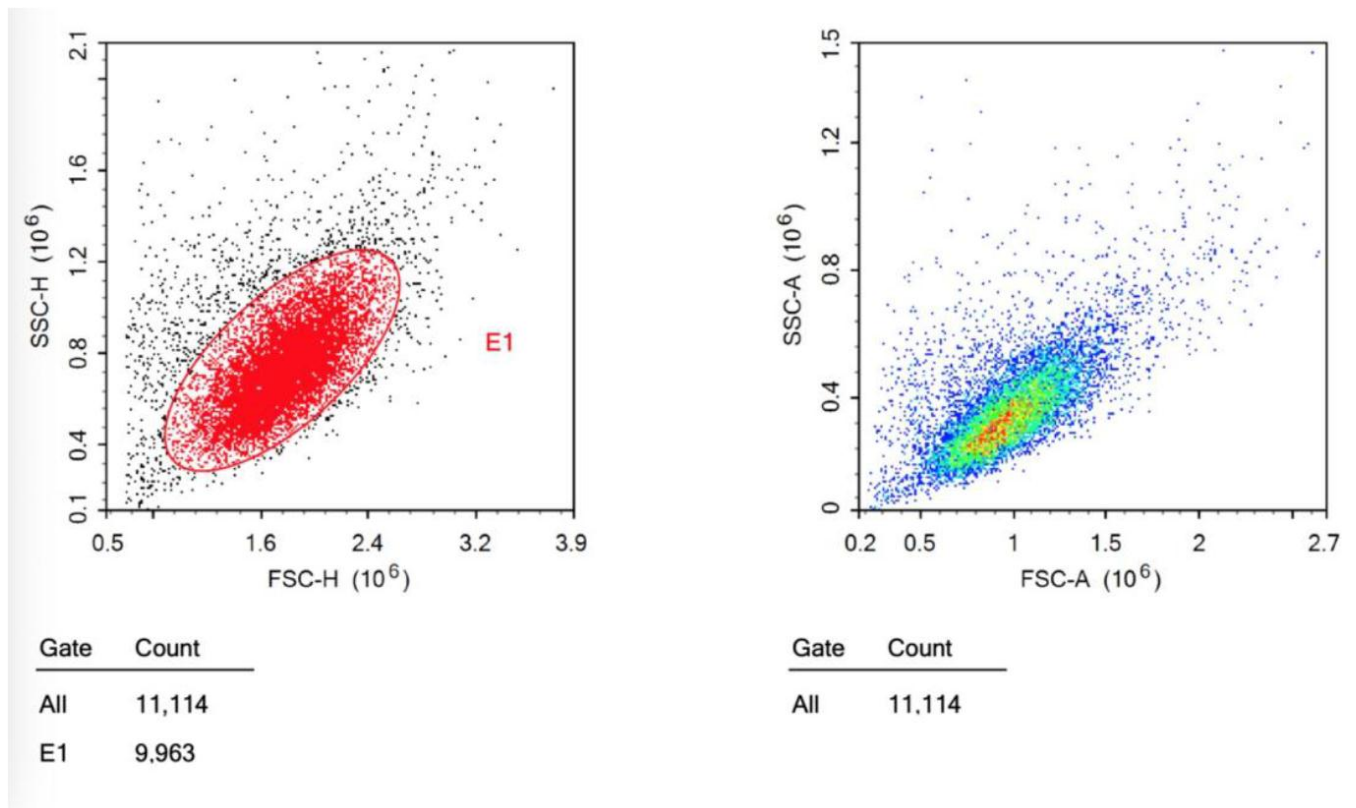 2.1
1.6
1.2
0.8
0.4
0.1
SSC-H (10⁶)
E1
0.5 1.6 2.4 3.2 3.9
FSC-H (10⁶)
Gate Count
All 11,114
E1 9,963
1.5
1.2
0.8
0.4
0
SSC-A (10⁶)
0.2 0.5 1 1.5 2 2.7
FSC-A (10⁶)
Gate Count
All 11,114